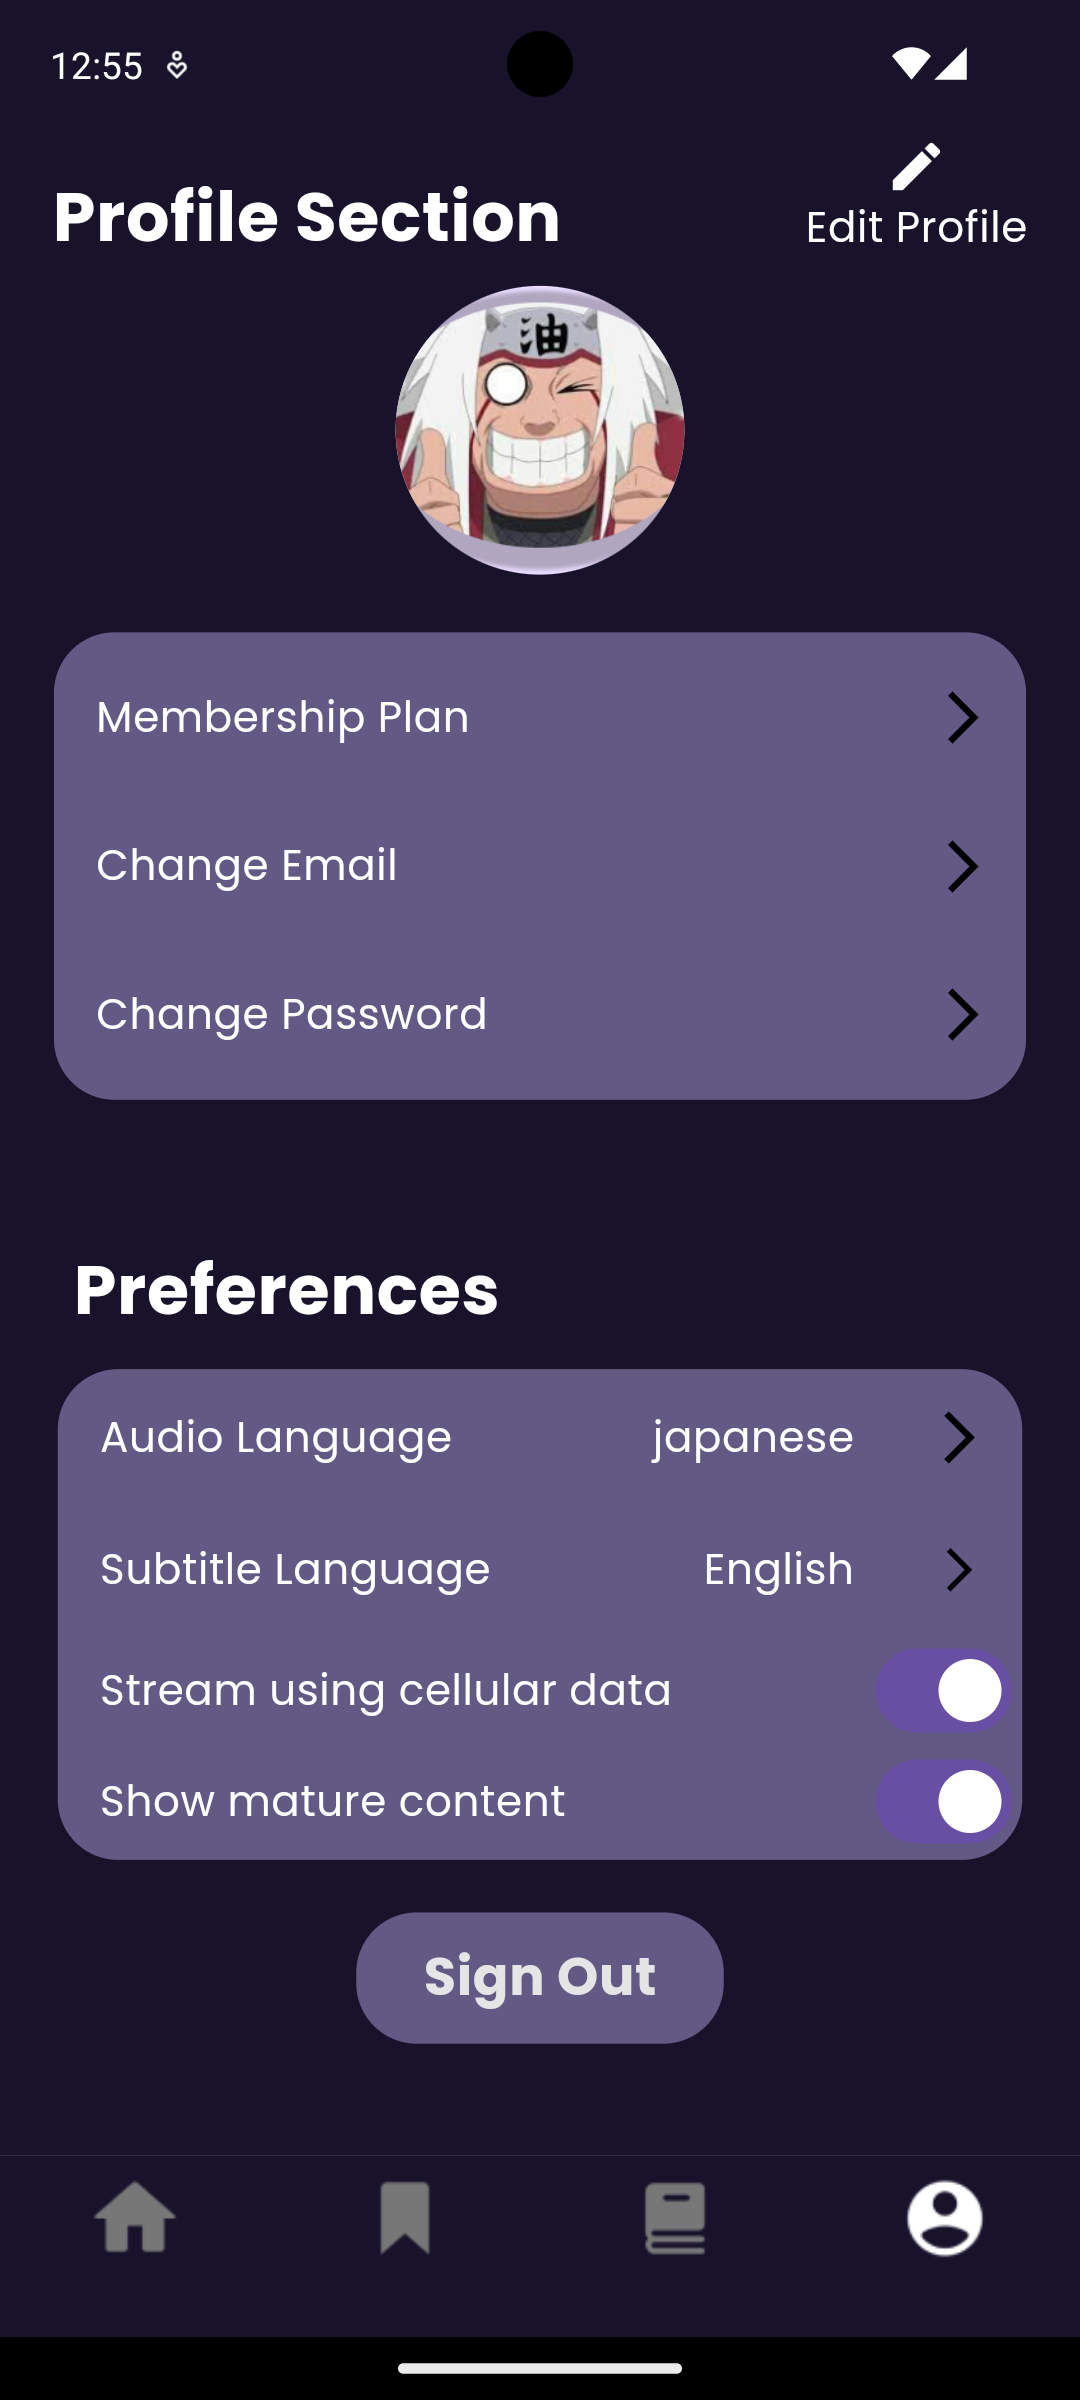 12:55
Profile Section
Edit Profile
油
Membership Plan
Change Email
Change Password
Preferences
Audio Language japanese
Subtitle Language English
Stream using cellular data
Show mature content
Sign Out